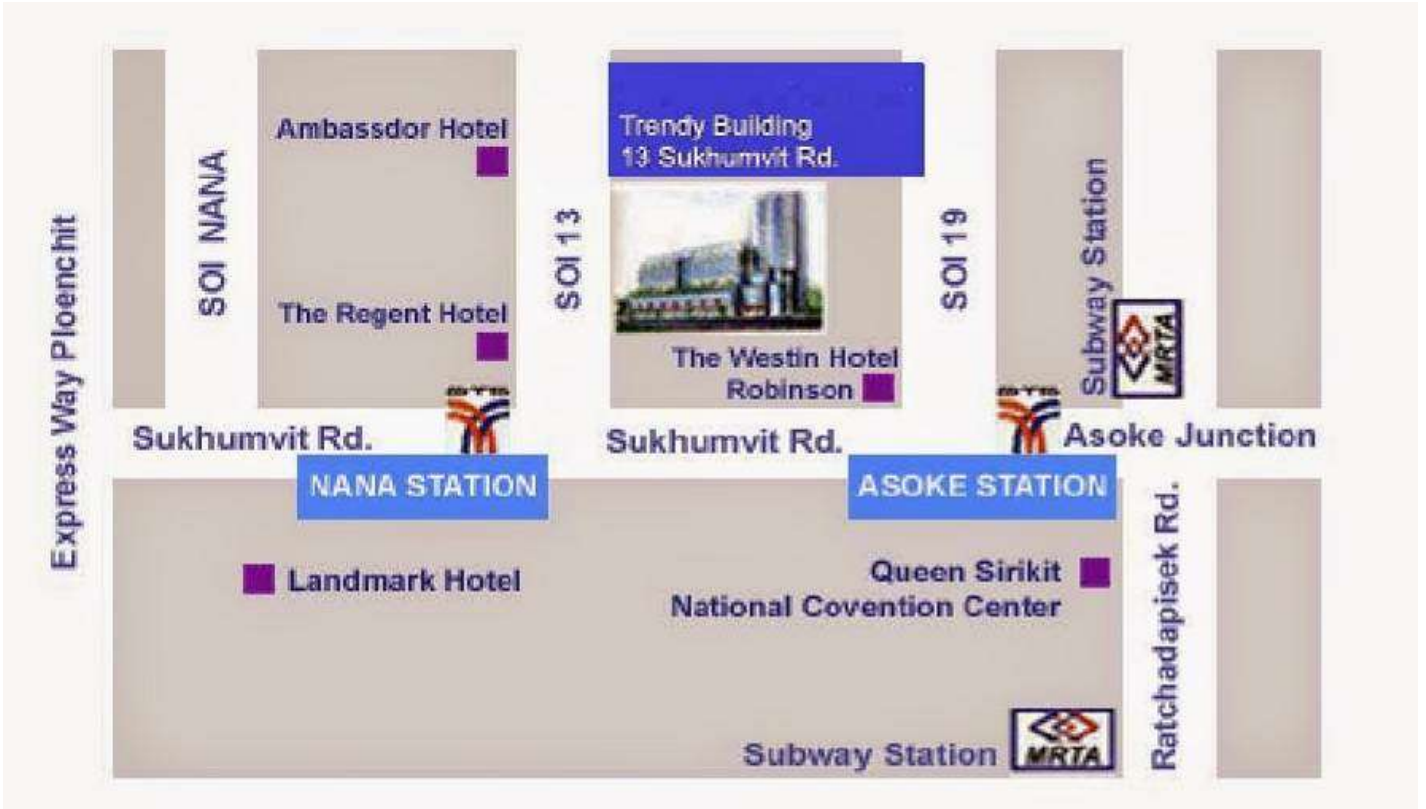 Ambassdor Hotel
Trendy Building
13 Sukhumvit Rd.
SOI NANA
SOI 13
SOI 19
Subway Station
MRTA
Express Way Ploenchit
The Regent Hotel
The Westin Hotel
Robinson
BTS
BTS
Sukhumvit Rd.
Sukhumvit Rd.
Asoke Junction
NANA STATION
ASOKE STATION
Landmark Hotel
Queen Sirikit
National Covention Center
Ratchadapisek Rd.
Subway Station
MRTA